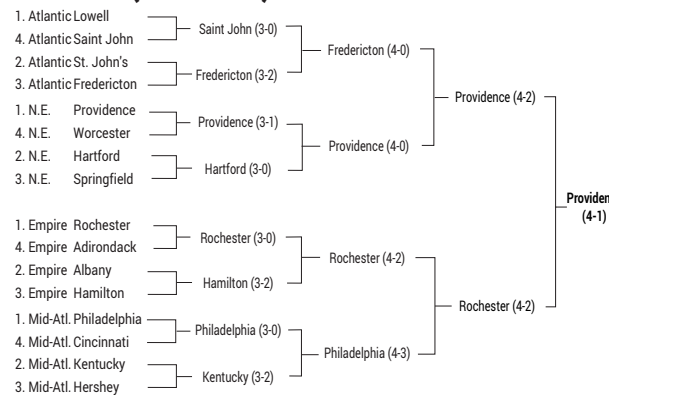 1. Atlantic Lowell
4. Atlantic Saint John
2. Atlantic St. John's
3. Atlantic Fredericton
1. N.E. Providence
4. N.E. Worcester
2. N.E. Hartford
3. N.E. Springfield
1. Empire Rochester
4. Empire Adirondack
2. Empire Albany
3. Empire Hamilton
1. Mid-Atl. Philadelphia
4. Mid-Atl. Cincinnati
2. Mid-Atl. Kentucky
3. Mid-Atl. Hershey
Saint John (3-0)
Fredericton (3-2)
Providence (3-1)
Hartford (3-0)
Rochester (3-0)
Hamilton (3-2)
Philadelphia (3-0)
Kentucky (3-2)
Fredericton (4-0)
Providence (4-0)
Rochester (4-2)
Philadelphia (4-3)
Providence (4-2)
Rochester (4-2)
Providen
(4-1)